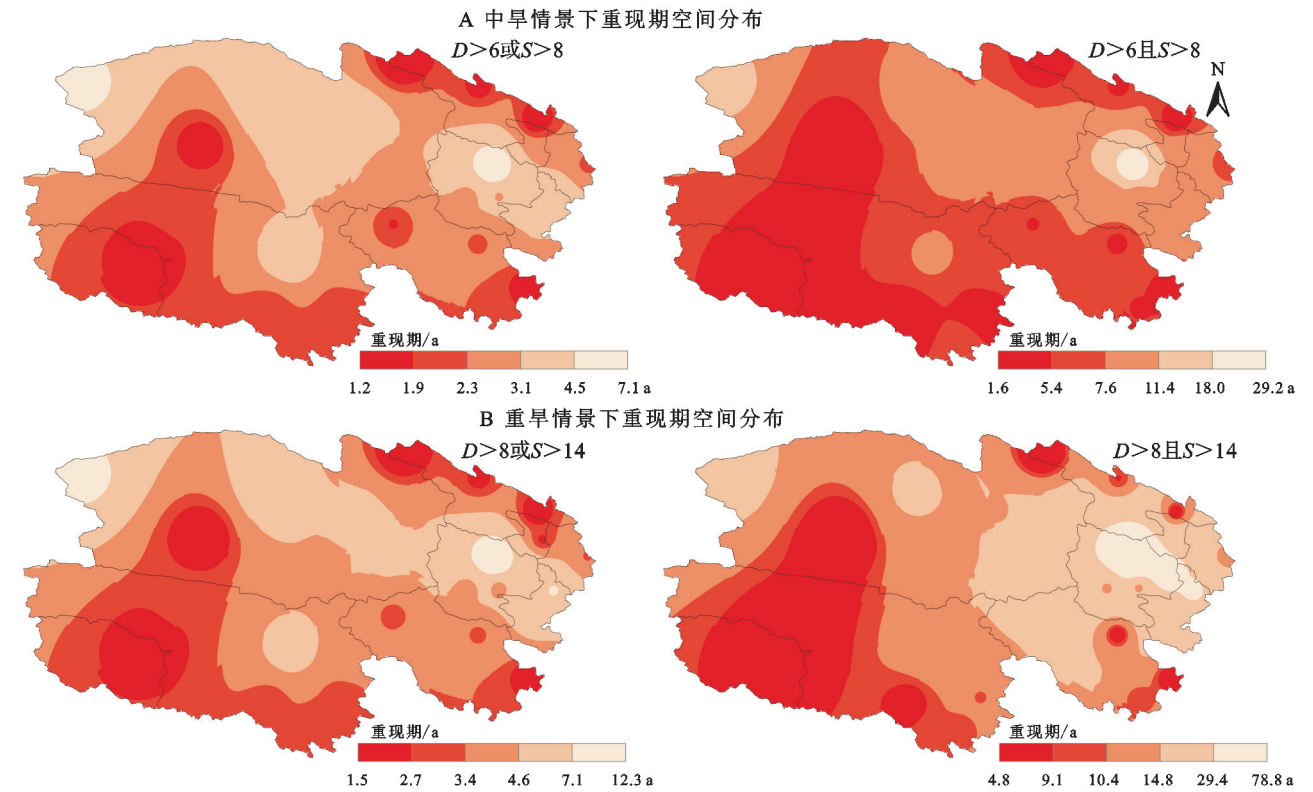 A 中旱情景下重现期空间分布
D>6或S>8
D>6且S>8
N
重现期/a
1.2 1.9 2.3 3.1 4.5 7.1 a
重现期/a
1.6 5.4 7.6 11.4 18.0 29.2 a
B 重旱情景下重现期空间分布
D>8或S>14
D>8且S>14
重现期/a
1.5 2.7 3.4 4.6 7.1 12.3 a
重现期/a
4.8 9.1 10.4 14.8 29.4 78.8 a